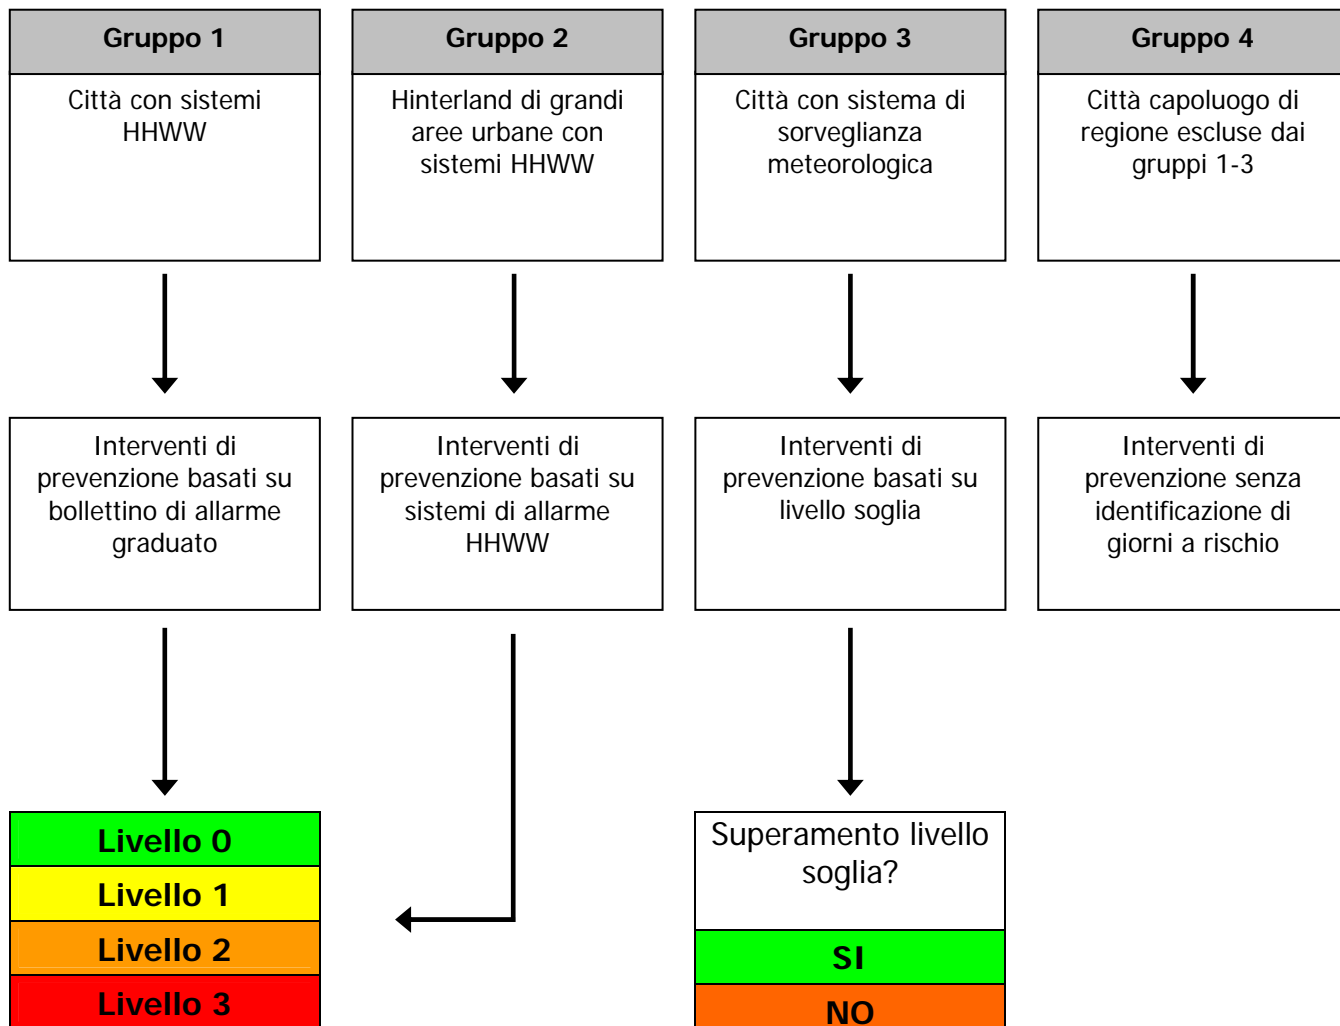 Gruppo 1
Città con sistemi
HHWW
Gruppo 2
Hinterland di grandi
aree urbane con
sistemi HHWW
Gruppo 3
Città con sistema di
sorveglianza
meteorologica
Gruppo 4
Città capoluogo di
regione escluse dai
gruppi 1-3
Interventi di
prevenzione basati su
bollettino di allarme
graduato
Interventi di
prevenzione basati su
sistemi di allarme
HHWW
Interventi di
prevenzione basati su
livello soglia
Interventi di
prevenzione senza
identificazione di
giorni a rischio
Livello 0
Livello 1
Livello 2
Livello 3
Superamento livello
soglia?
SI
NO